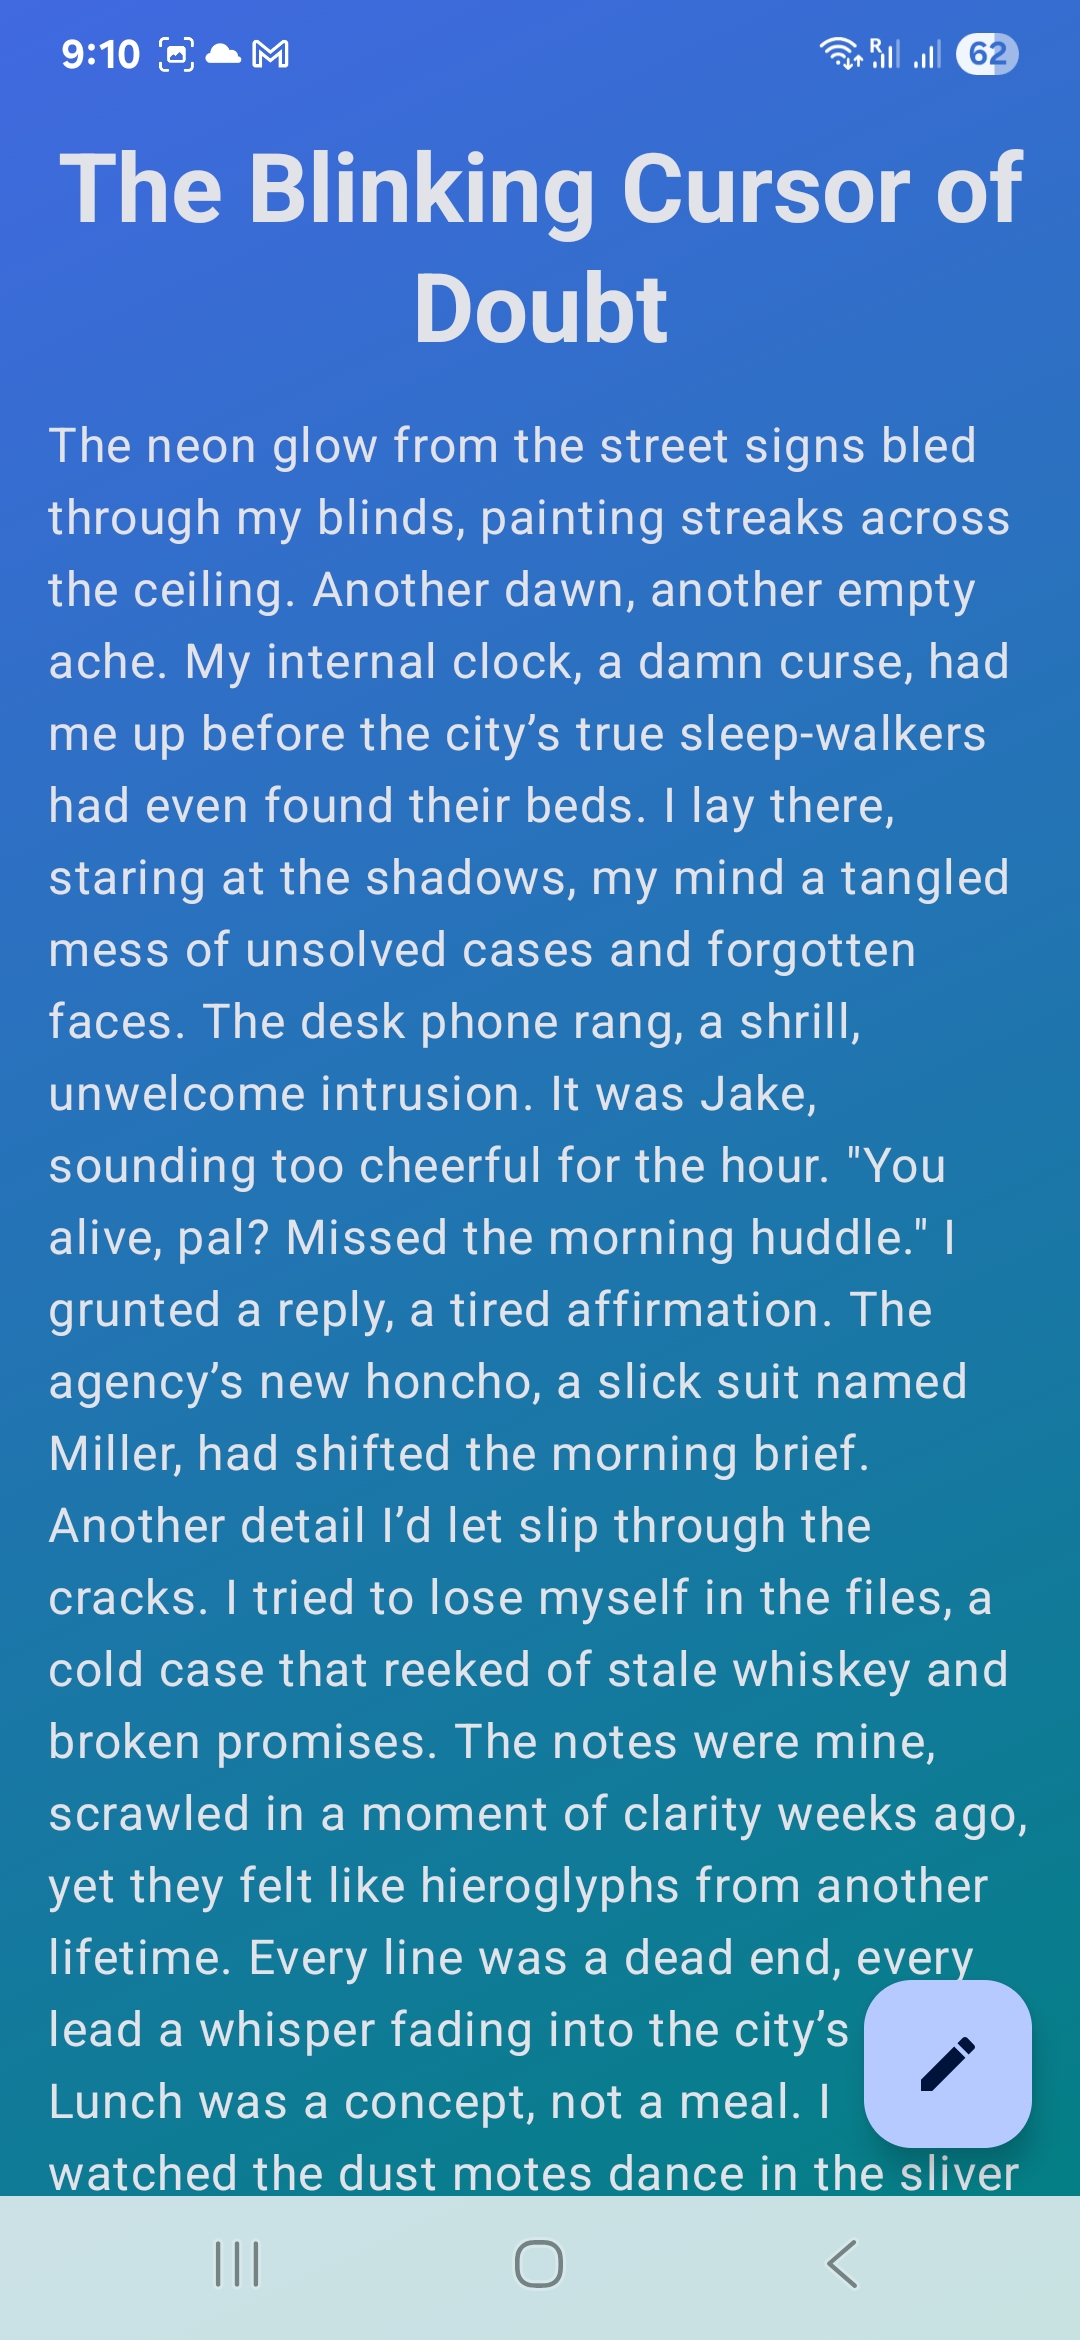 9:10
62
The Blinking Cursor of
Doubt
The neon glow from the street signs bled
through my blinds, painting streaks across
the ceiling. Another dawn, another empty
ache. My internal clock, a damn curse, had
me up before the city’s true sleep-walkers
had even found their beds. I lay there,
staring at the shadows, my mind a tangled
mess of unsolved cases and forgotten
faces. The desk phone rang, a shrill,
unwelcome intrusion. It was Jake,
sounding too cheerful for the hour. "You
alive, pal? Missed the morning huddle." I
grunted a reply, a tired affirmation. The
agency’s new honcho, a slick suit named
Miller, had shifted the morning brief.
Another detail I’d let slip through the
cracks. I tried to lose myself in the files, a
cold case that reeked of stale whiskey and
broken promises. The notes were mine,
scrawled in a moment of clarity weeks ago,
yet they felt like hieroglyphs from another
lifetime. Every line was a dead end, every
lead a whisper fading into the city’s
Lunch was a concept, not a meal. I
watched the dust motes dance in the sliver